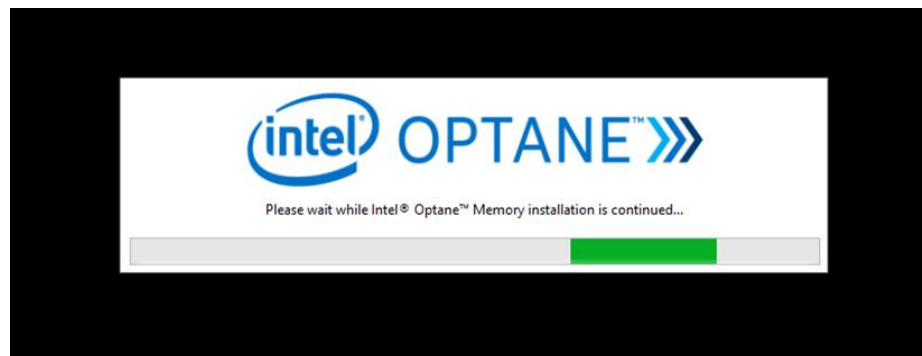 intel OPTANE™
Please wait while Intel® Optane™ Memory installation is continued...